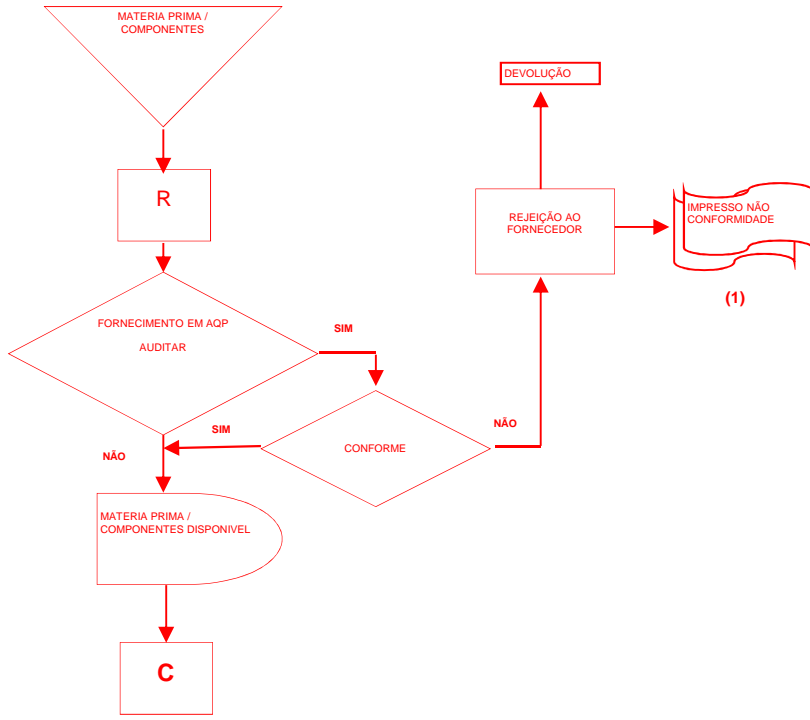 MATERIA PRIMA /
COMPONENTES
DEVOLUÇÃO
R
REJEIÇÃO AO
FORNECEDOR
IMPRESSO NÃO
CONFORMIDADE
(1)
FORNECIMENTO EM AQP
AUDITAR
SIM
CONFORME
SIM
NÃO
NÃO
MATERIA PRIMA /
COMPONENTES DISPONIVEL
C